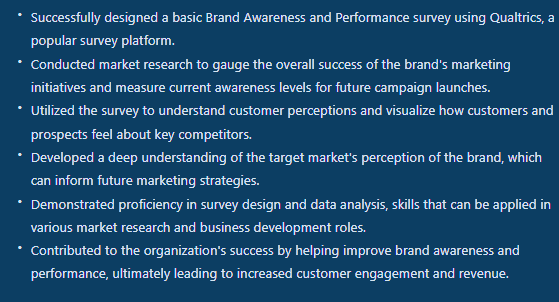 • Successfully designed a basic Brand Awareness and Performance survey using Qualtrics, a
popular survey platform.
• Conducted market research to gauge the overall success of the brand's marketing
initiatives and measure current awareness levels for future campaign launches.
• Utilized the survey to understand customer perceptions and visualize how customers and
prospects feel about key competitors.
• Developed a deep understanding of the target market's perception of the brand, which
can inform future marketing strategies.
• Demonstrated proficiency in survey design and data analysis, skills that can be applied in
various market research and business development roles.
• Contributed to the organization's success by helping improve brand awareness and
performance, ultimately leading to increased customer engagement and revenue.